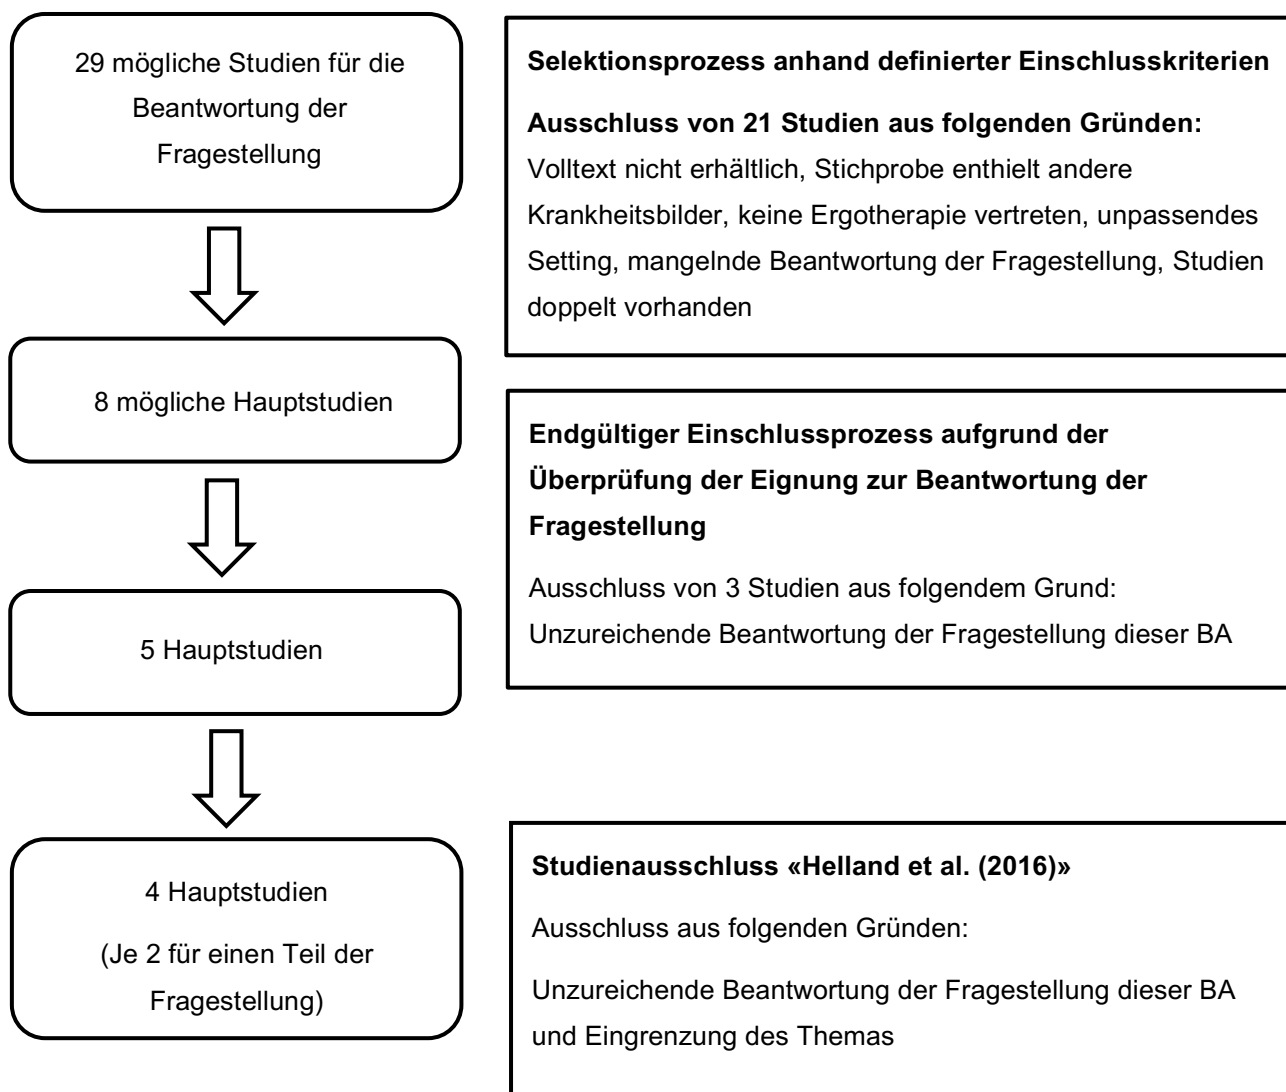 29 mögliche Studien für die
Beantwortung der
Fragestellung
Selektionsprozess anhand definierter Einschlusskriterien
Ausschluss von 21 Studien aus folgenden Gründen:
Volltext nicht erhältlich, Stichprobe enthielt andere
Krankheitsbilder, keine Ergotherapie vertreten, unpassendes
Setting, mangelnde Beantwortung der Fragestellung, Studien
doppelt vorhanden
8 mögliche Hauptstudien
Endgültiger Einschlussprozess aufgrund der
Überprüfung der Eignung zur Beantwortung der
Fragestellung
Ausschluss von 3 Studien aus folgendem Grund:
Unzureichende Beantwortung der Fragestellung dieser BA
5 Hauptstudien
4 Hauptstudien
(Je 2 für einen Teil der
Fragestellung)
Studienausschluss «Helland et al. (2016)»
Ausschluss aus folgenden Gründen:
Unzureichende Beantwortung der Fragestellung dieser BA
und Eingrenzung des Themas